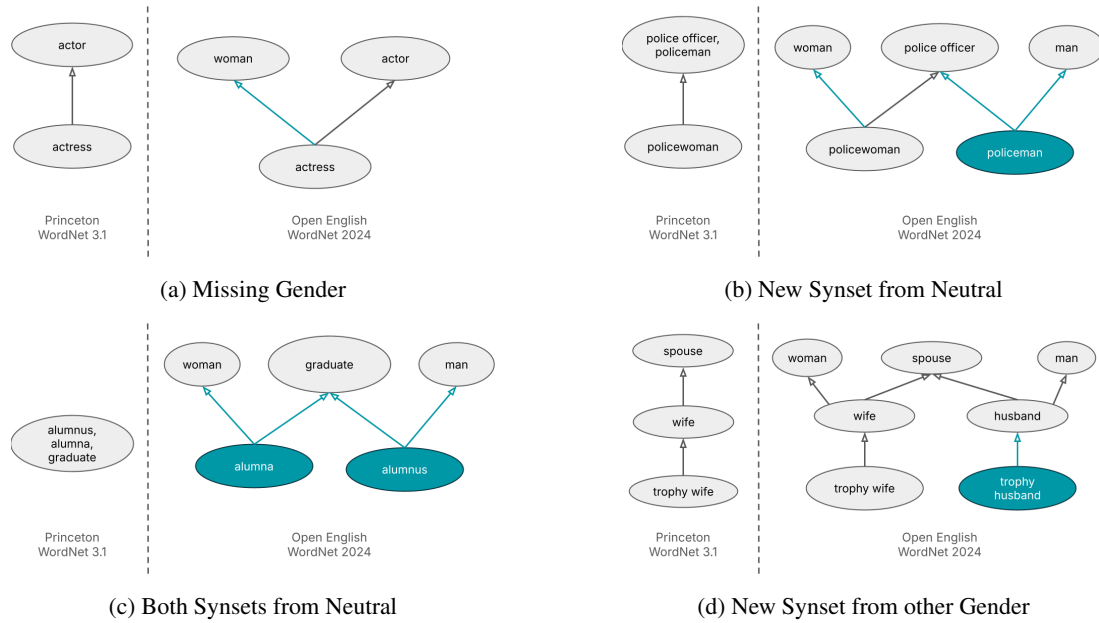 actor
actress
Princeton
WordNet 3.1
woman
actor
actress
Open English
WordNet 2024
(a) Missing Gender
police officer,
policeman
policewoman
Princeton
WordNet 3.1
woman
police officer
man
policewoman
policeman
Open English
WordNet 2024
(b) New Synset from Neutral
alumnus,
alumna,
graduate
Princeton
WordNet 3.1
woman
graduate
man
alumna
alumnus
Open English
WordNet 2024
(c) Both Synsets from Neutral
spouse
wife
trophy wife
Princeton
WordNet 3.1
woman
spouse
man
wife
husband
trophy wife
trophy
husband
Open English
WordNet 2024
(d) New Synset from other Gender